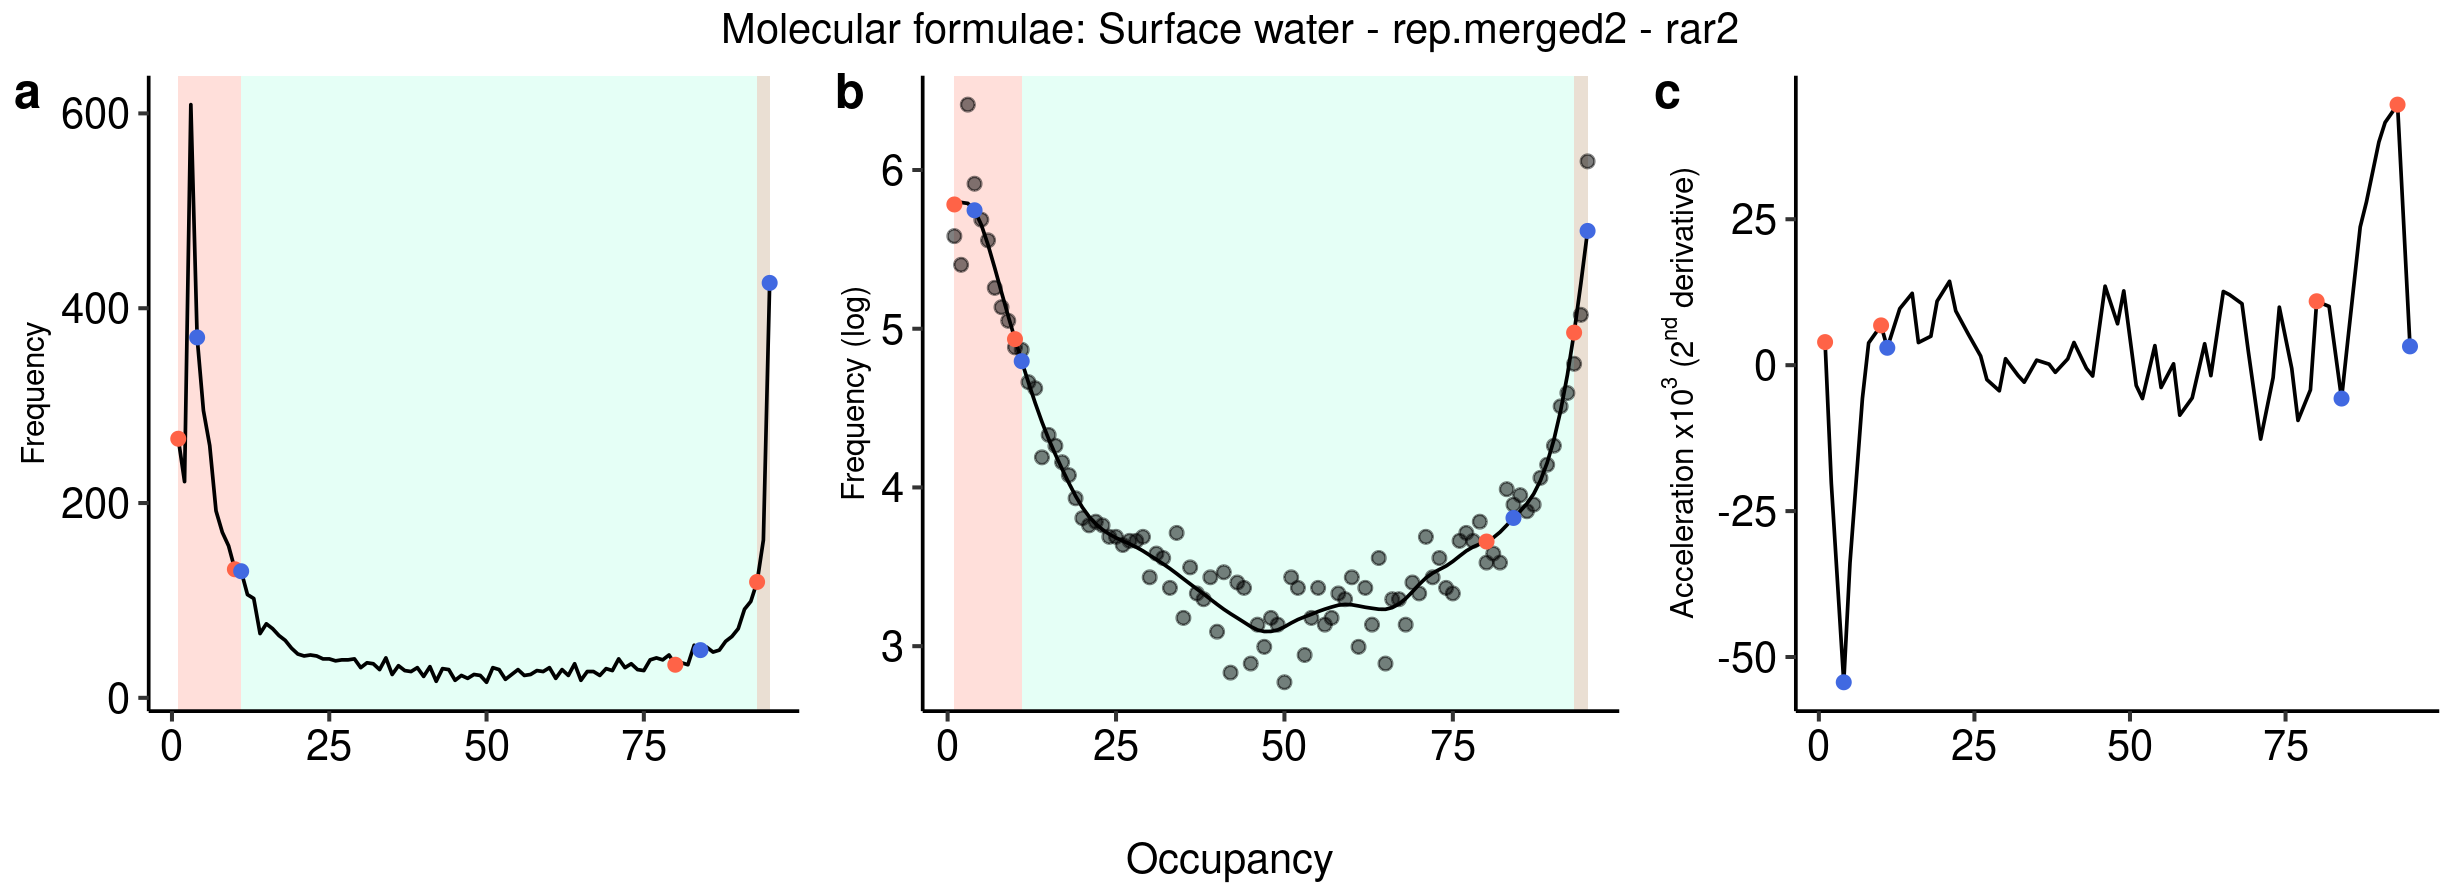 Molecular formulae: Surface water - rep.merged2 - rar2
a
Frequency
600
400
200
0
0 25 50 75
b
Frequency (log)
6
5
4
3
0 25 50 75
c
Acceleration x10³ (2ⁿᵈ derivative)
25
0
-25
-50
0 25 50 75
Occupancy